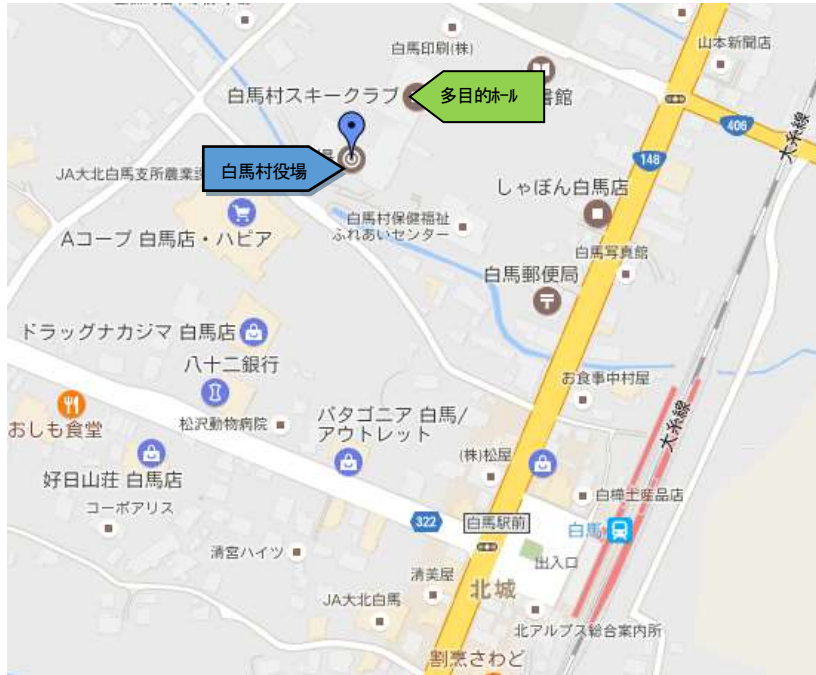 白馬印刷(株)
山本新聞店
白馬村スキークラブ
多目的ホール
書館
406
大糸線
148
白馬村役場
JA大北白馬支所農業
しゃぼん白馬店
Aコープ 白馬店・ハピア
白馬村保健福祉
ふれあいセンター
白馬写真館
白馬郵便局
ドラッグナカジマ 白馬店
八十二銀行
お食事中村屋
おしも食堂
松沢動物病院
パタゴニア 白馬/
アウトレット
大糸線
(株)松屋
好日山荘 白馬店
コーポアリス
白樺土産品店
322
白馬駅前
白馬
清宮ハイツ
出入口
清美屋
北城
JA大北白馬
北アルプス総合案内所
割烹さわど